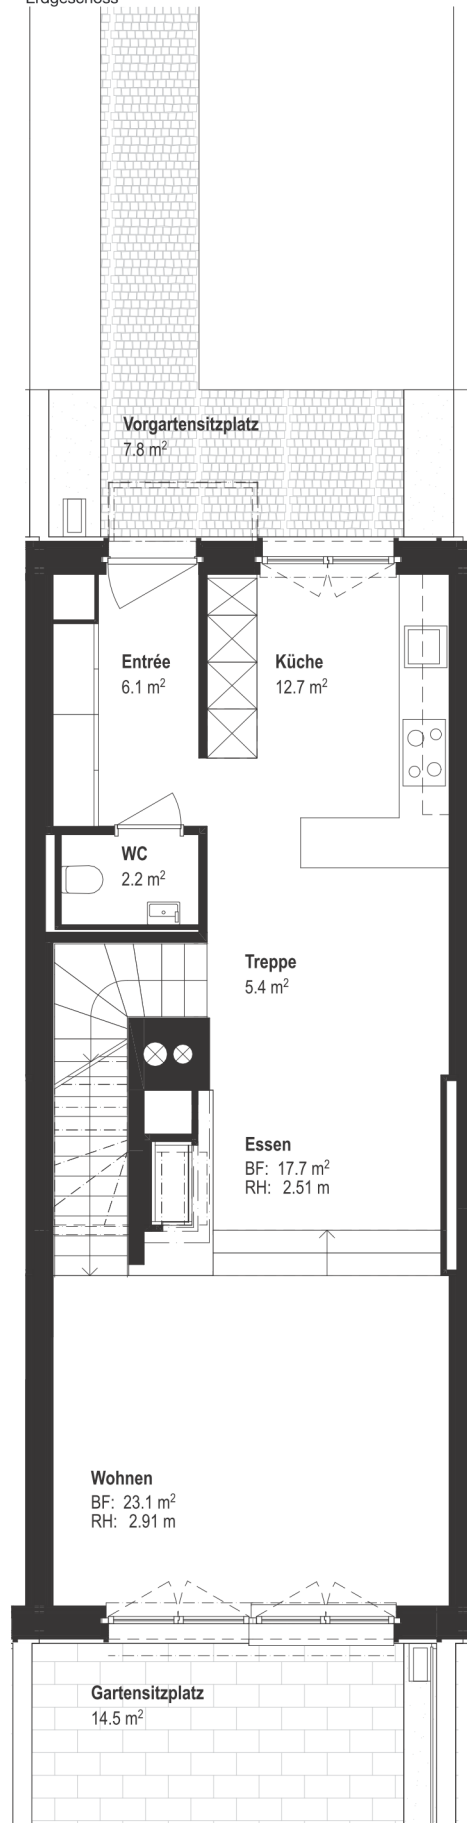 Erdgeschoss
Vorgartensitzplatz
7.8 m²
Entrée
6.1 m²
Küche
12.7 m²
WC
2.2 m²
Treppe
5.4 m²
Essen
BF: 17.7 m²
RH: 2.51 m
Wohnen
BF: 23.1 m²
RH: 2.91 m
Gartensitzplatz
14.5 m²